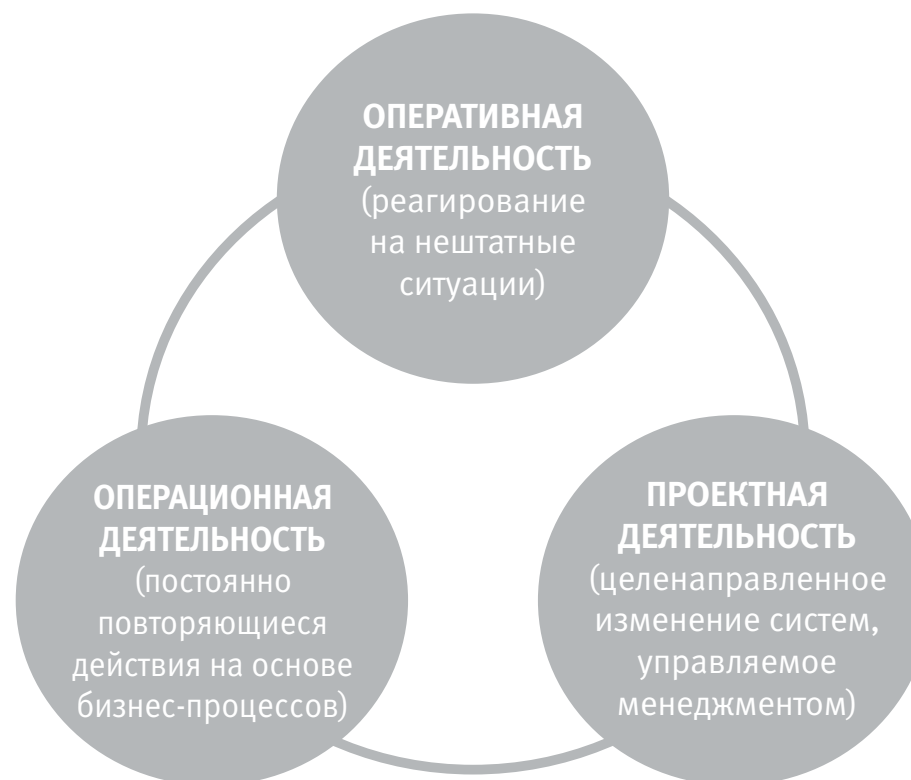 ОПЕРАТИВНАЯ
ДЕЯТЕЛЬНОСТЬ
(реагирование
на нештатные
ситуации)
ОПЕРАЦИОННАЯ
ДЕЯТЕЛЬНОСТЬ
(постоянно
повторяющиеся
действия на основе
бизнес-процессов)
ПРОЕКТНАЯ
ДЕЯТЕЛЬНОСТЬ
(целенаправленное
изменение систем,
управляемое
менеджментом)